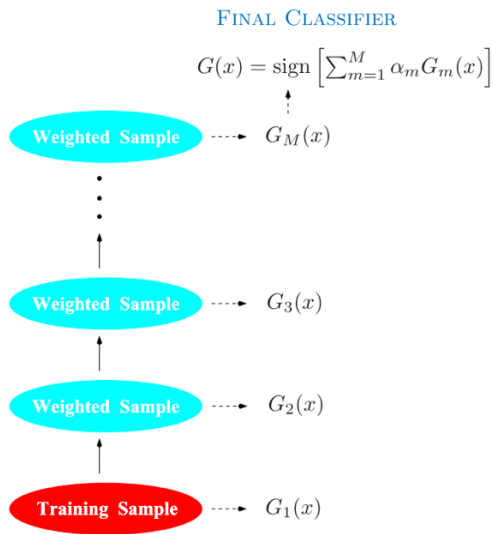 FINAL CLASSIFIER
G(x) = sign [∑_{m=1}^{M} α_m G_m(x)]
Weighted Sample G_M(x)
Weighted Sample G_3(x)
Weighted Sample G_2(x)
Training Sample G_1(x)